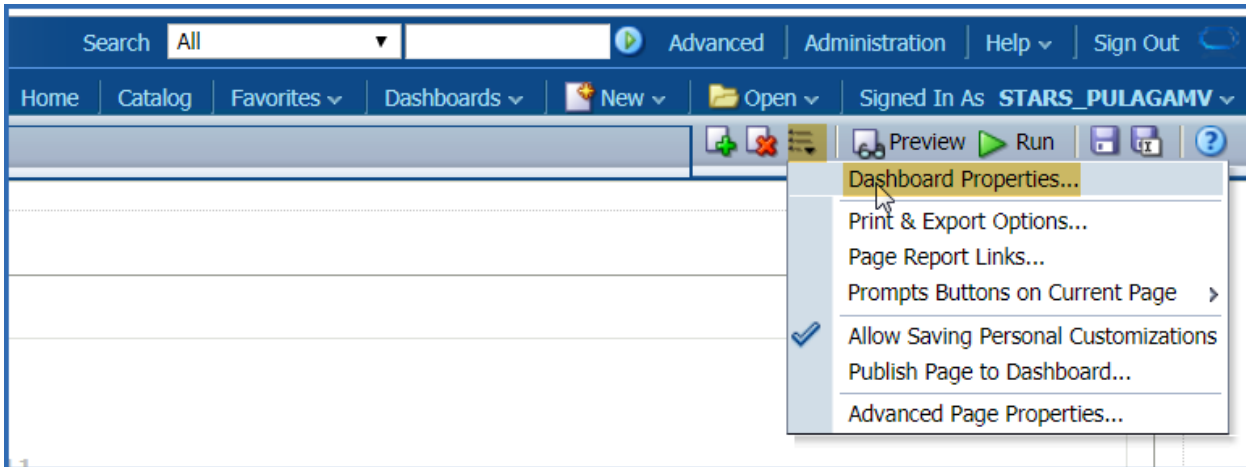 Search All Advanced Administration Help Sign Out
Home Catalog Favorites Dashboards New Open Signed In As STARS_PULAGAMV
Preview Run
Dashboard Properties...
Print & Export Options...
Page Report Links...
Prompts Buttons on Current Page
Allow Saving Personal Customizations
Publish Page to Dashboard...
Advanced Page Properties...